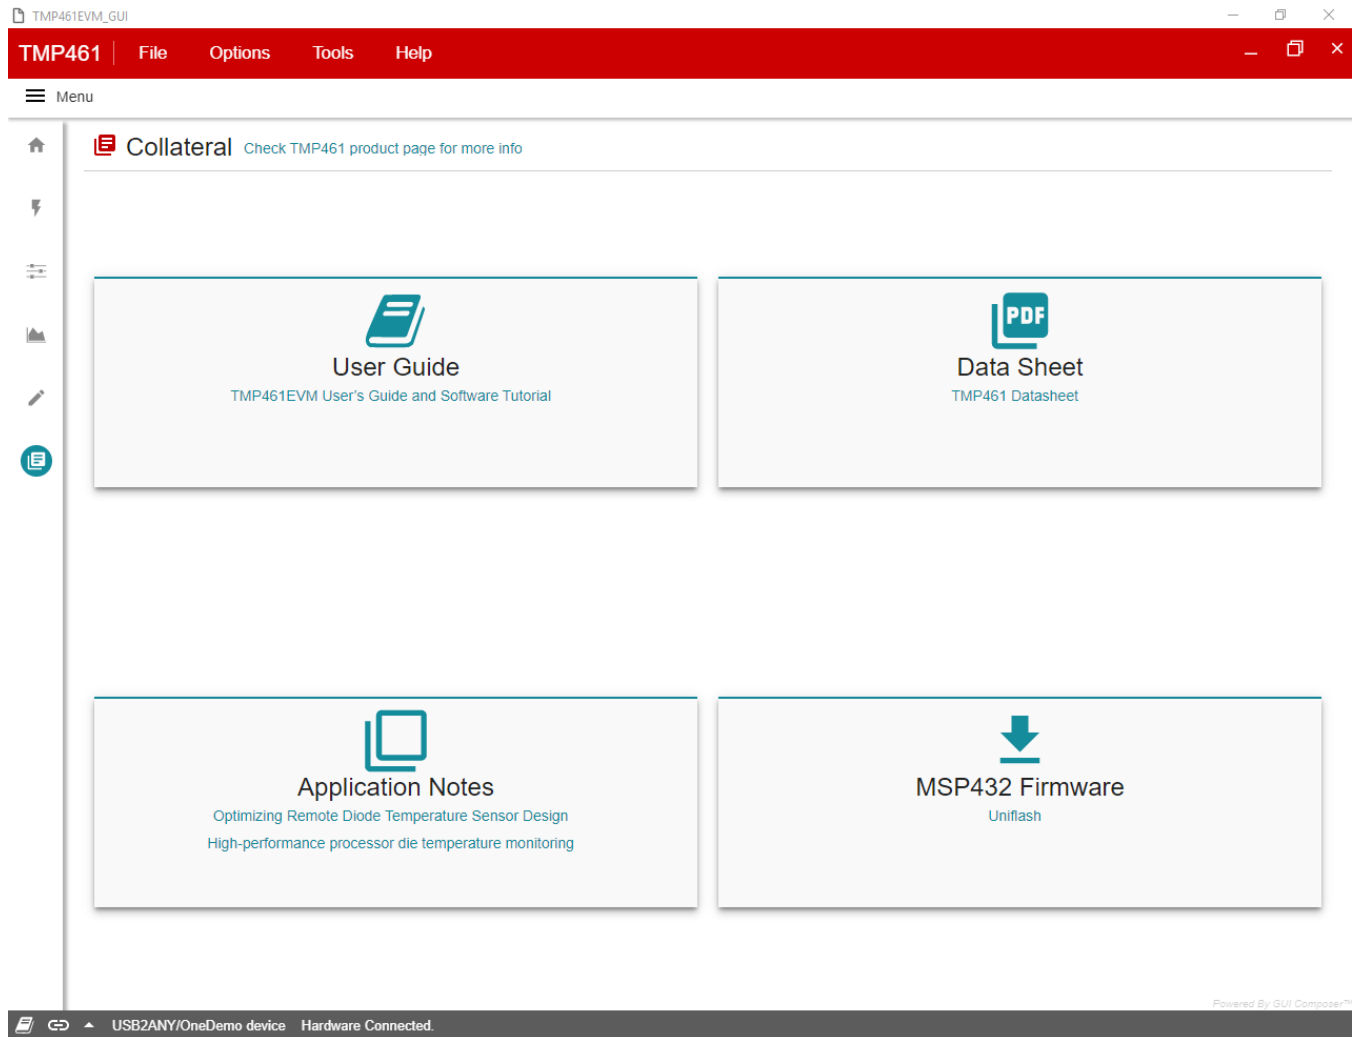 TMP461EVM_GUI
TMP461 File Options Tools Help
Menu
Collateral Check TMP461 product page for more info
User Guide
TMP461EVM User's Guide and Software Tutorial
PDF
Data Sheet
TMP461 Datasheet
Application Notes
Optimizing Remote Diode Temperature Sensor Design
High-performance processor die temperature monitoring
MSP432 Firmware
Uniflash
Powered By GUI Composer™
USB2ANY/OneDemo device Hardware Connected.